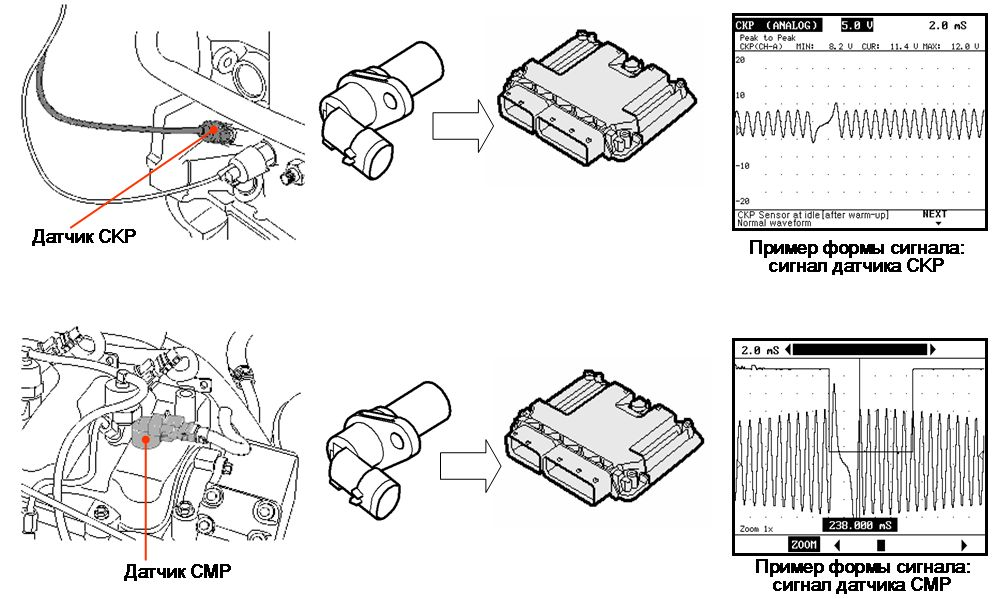 CKP (ANALOG) 5.0 V 2.0 mS
Peak to Peak
CKP(CH-A) MIN: 8.2 V CUR: 11.4 V MAX: 12.0 V
20
10
-10
-20
CKP Sensor at idle[after warm-up] NEXT
Normal waveform
Датчик CKP
Пример формы сигнала:
сигнал датчика CKP
2.0 mS
238.000 mS
Zoom 1x
ZOOM
Датчик CMP
Пример формы сигнала:
сигнал датчика CMP